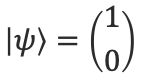 |ψ⟩ = (1
0)